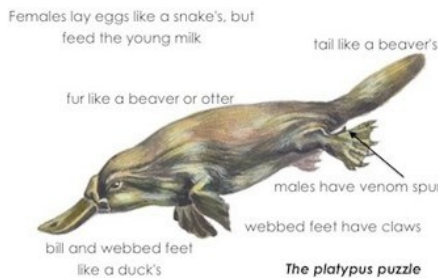 Females lay eggs like a snake's, but
feed the young milk
tail like a beaver's
fur like a beaver or otter
males have venom spur
webbed feet have claws
bill and webbed feet
like a duck's
The platypus puzzle